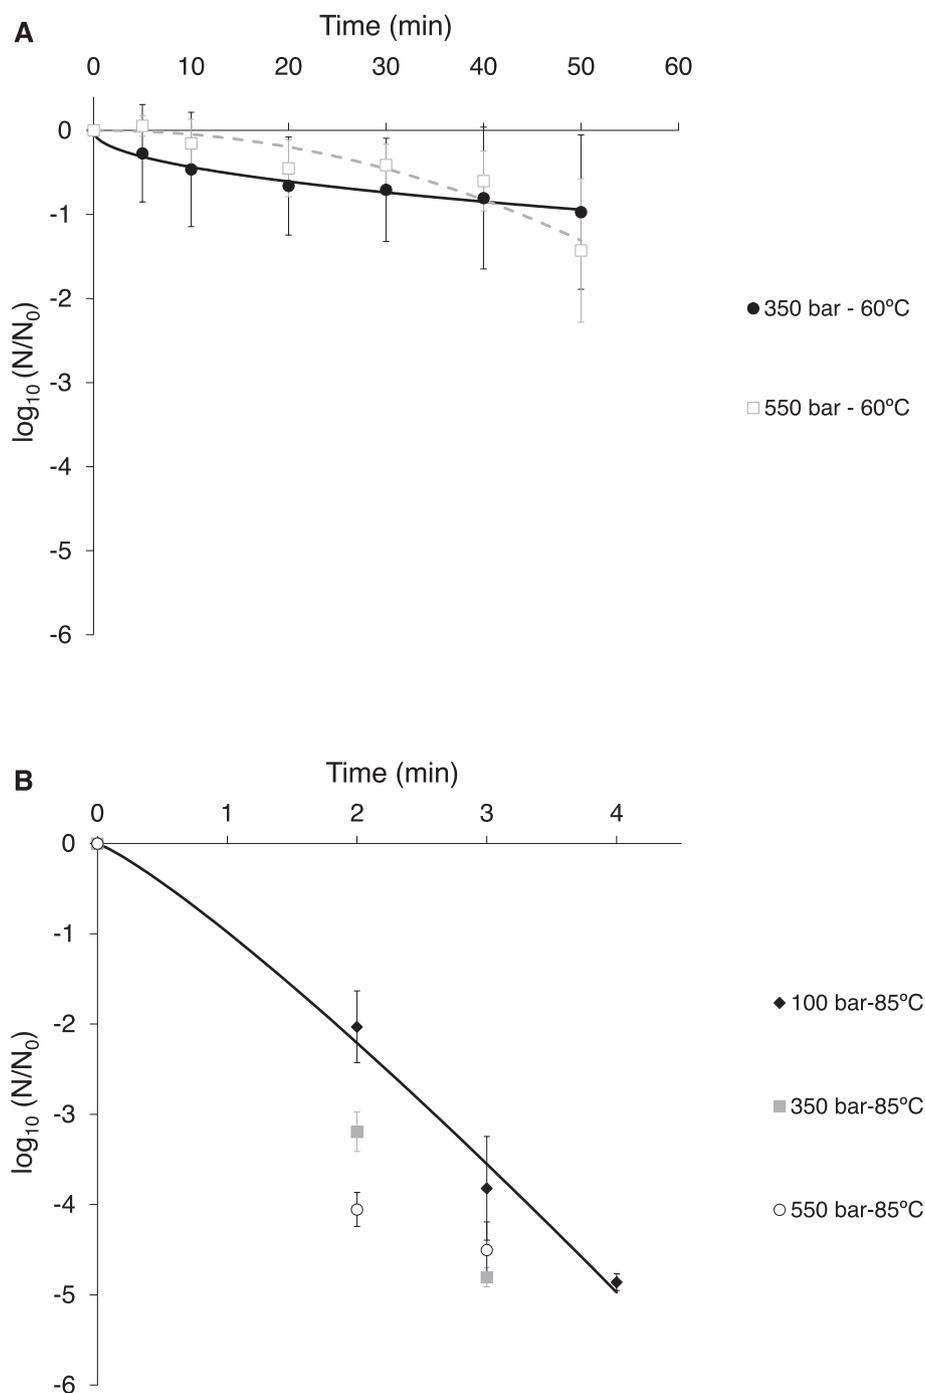 A
Time (min)
0 10 20 30 40 50 60
0
-1
-2
-3
-4
-5
-6
log10 (N/N0)
350 bar - 60ºC
550 bar - 60ºC
B
Time (min)
0 1 2 3 4
0
-1
-2
-3
-4
-5
-6
log10 (N/N0)
100 bar-85ºC
350 bar-85ºC
550 bar-85ºC